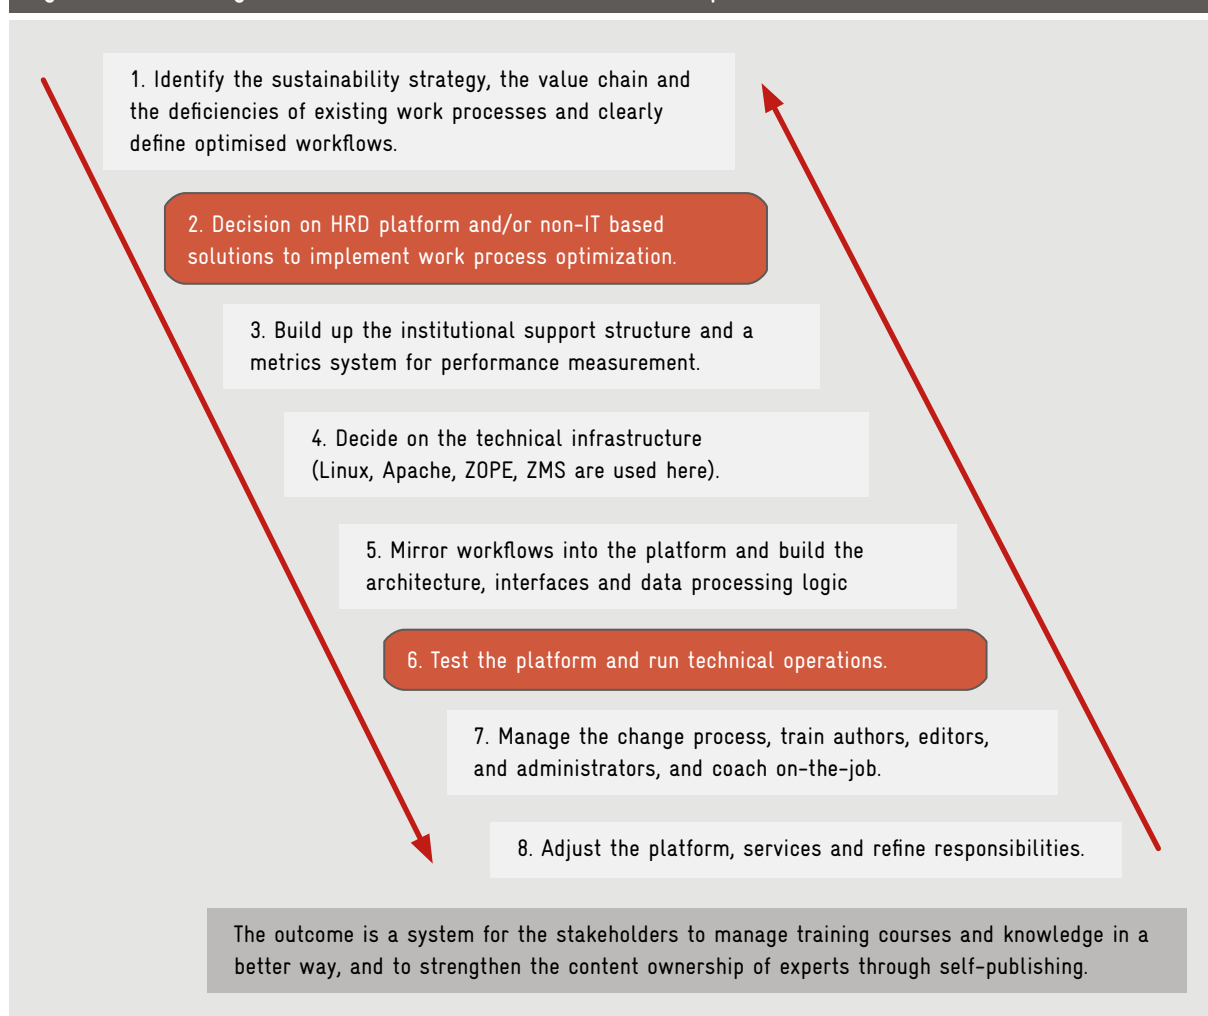 1. Identify the sustainability strategy, the value chain and
the deficiencies of existing work processes and clearly
define optimised workflows.
2. Decision on HRD platform and/or non-IT based
solutions to implement work process optimization.
3. Build up the institutional support structure and a
metrics system for performance measurement.
4. Decide on the technical infrastructure
(Linux, Apache, ZOPE, ZMS are used here).
5. Mirror workflows into the platform and build the
architecture, interfaces and data processing logic
6. Test the platform and run technical operations.
7. Manage the change process, train authors, editors,
and administrators, and coach on-the-job.
8. Adjust the platform, services and refine responsibilities.
The outcome is a system for the stakeholders to manage training courses and knowledge in a
better way, and to strengthen the content ownership of experts through self-publishing.